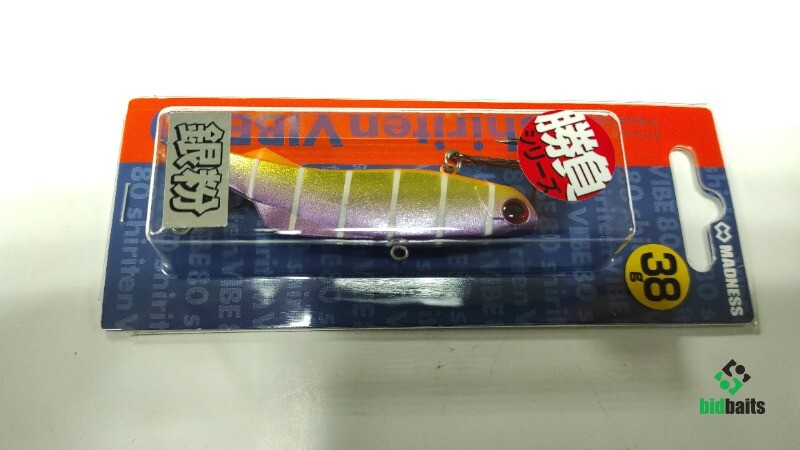 銀粉
shiriten VIBE 80
勝負
シリーズ
38g
MADNESS
VIBE 80 shiriten
80 shiriten VIBE
bidbaits